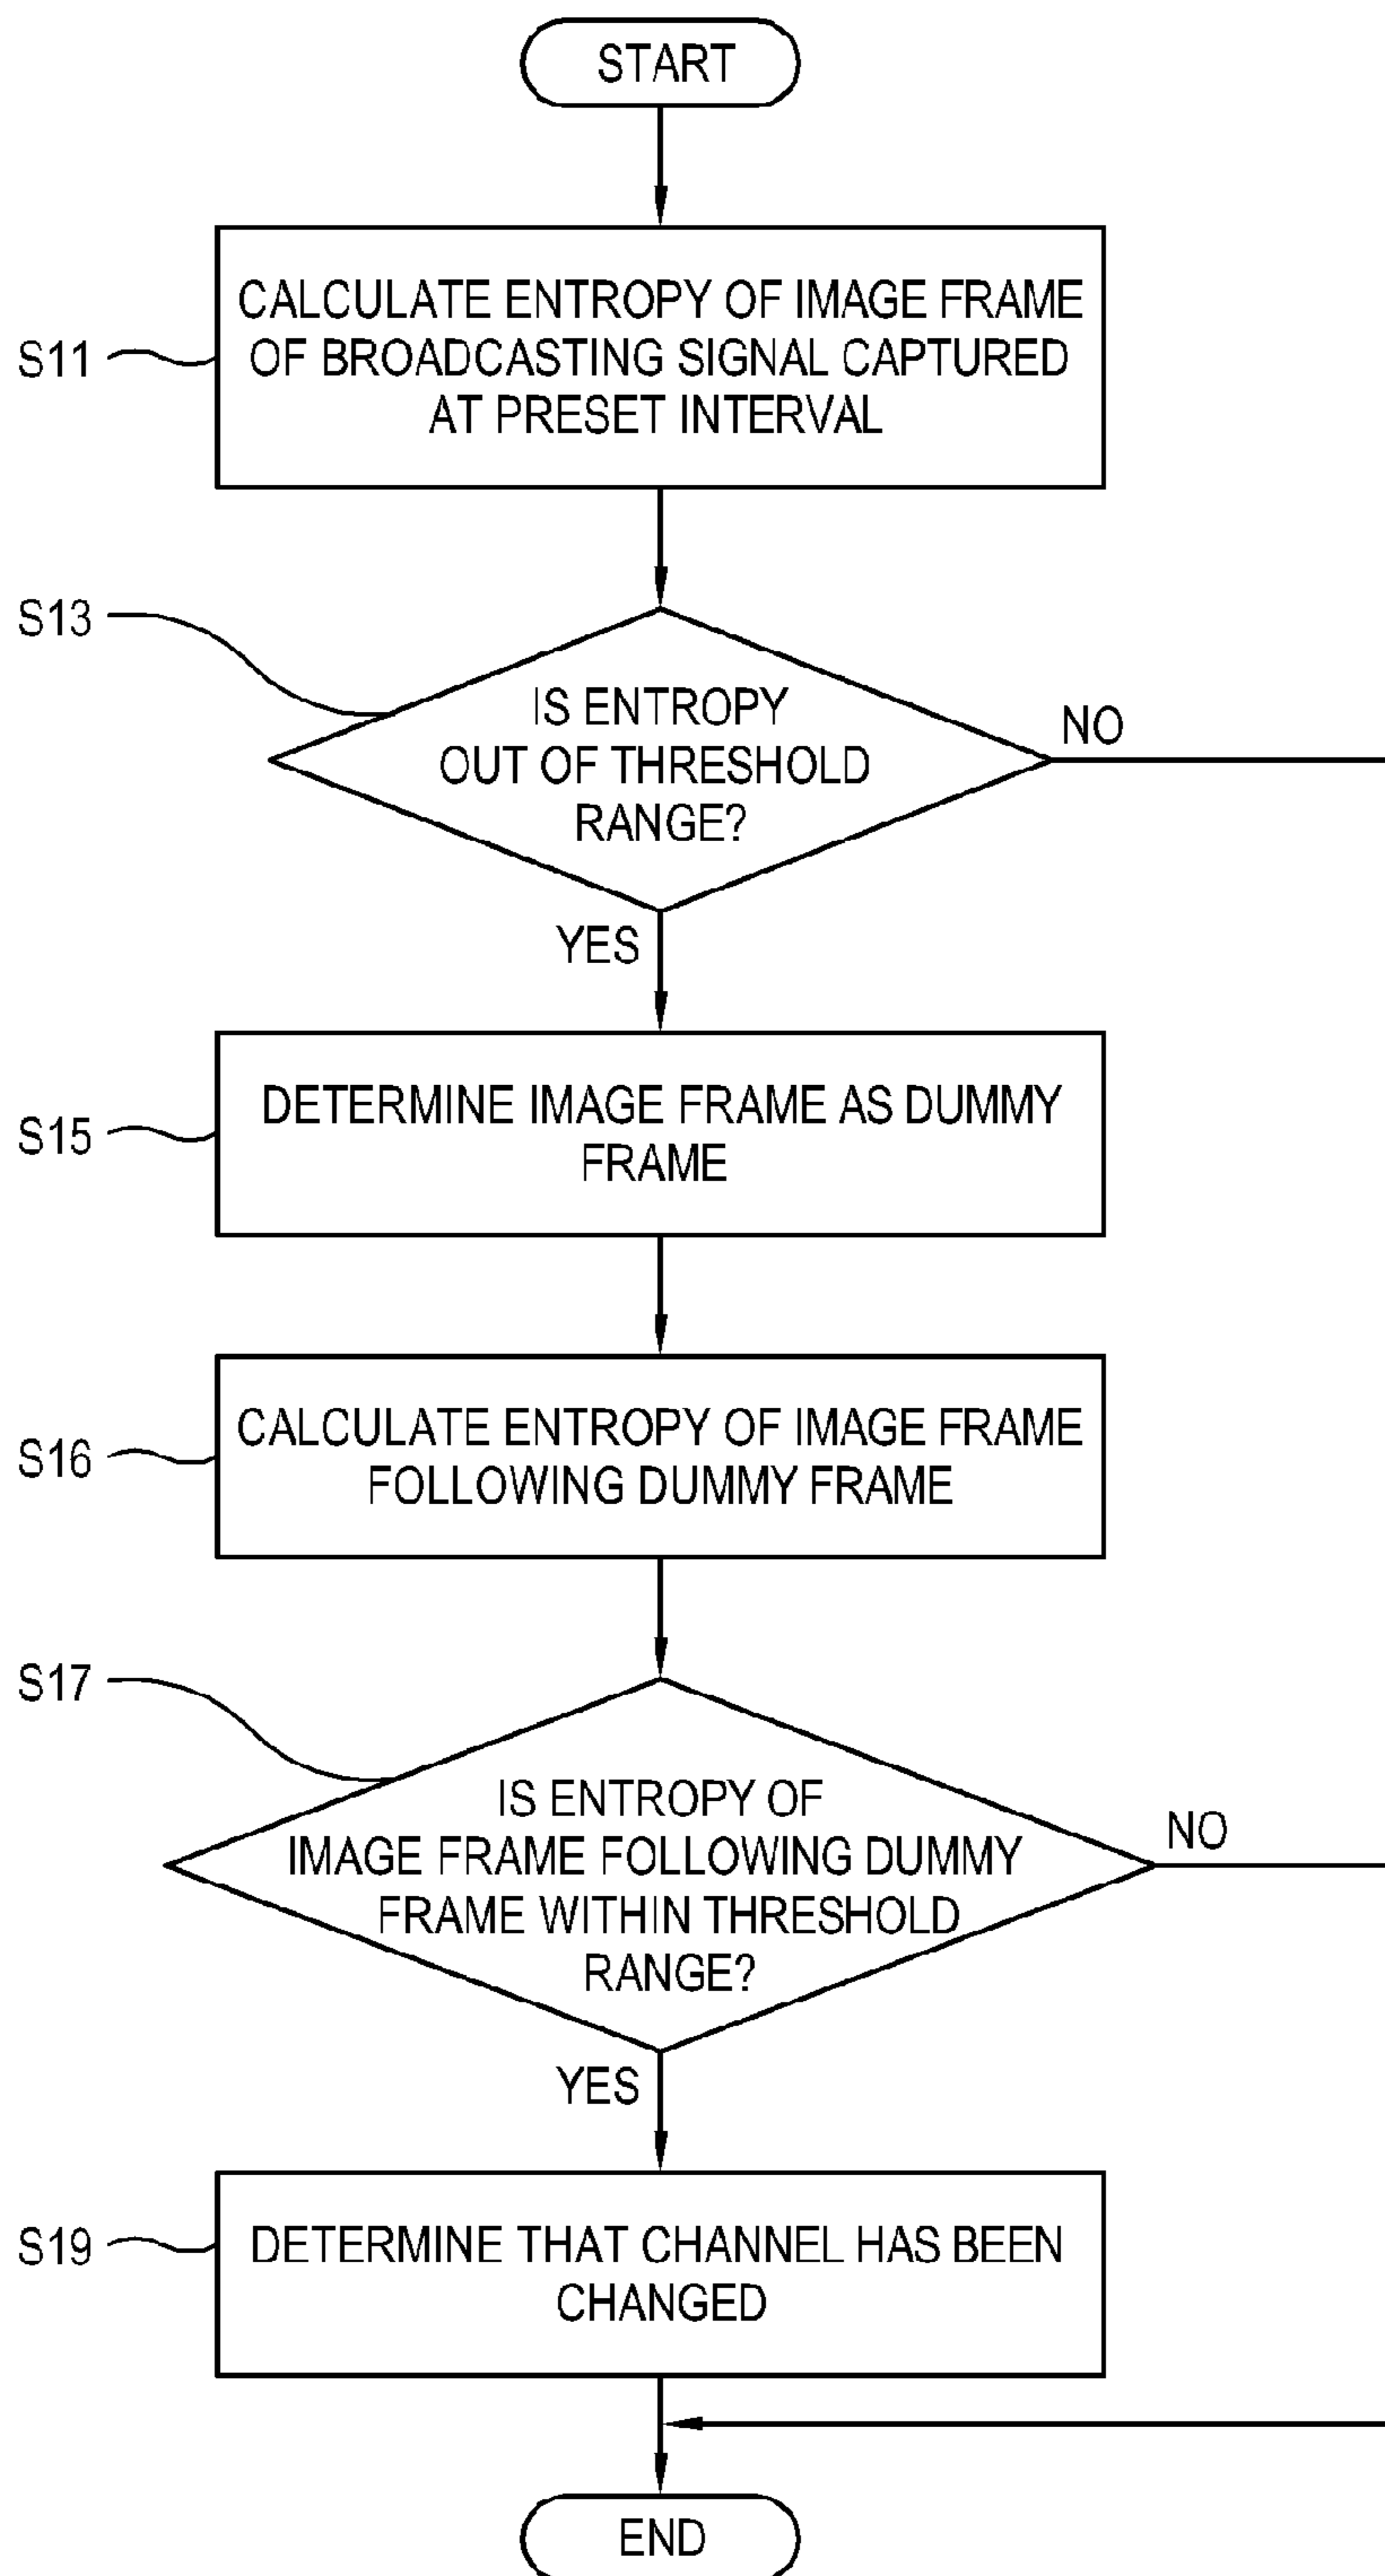 START
S11
CALCULATE ENTROPY OF IMAGE FRAME
OF BROADCASTING SIGNAL CAPTURED
AT PRESET INTERVAL
S13
IS ENTROPY
OUT OF THRESHOLD
RANGE?
NO
YES
S15
DETERMINE IMAGE FRAME AS DUMMY
FRAME
S16
CALCULATE ENTROPY OF IMAGE FRAME
FOLLOWING DUMMY FRAME
S17
IS ENTROPY OF
IMAGE FRAME FOLLOWING DUMMY
FRAME WITHIN THRESHOLD
RANGE?
NO
YES
S19
DETERMINE THAT CHANNEL HAS BEEN
CHANGED
END